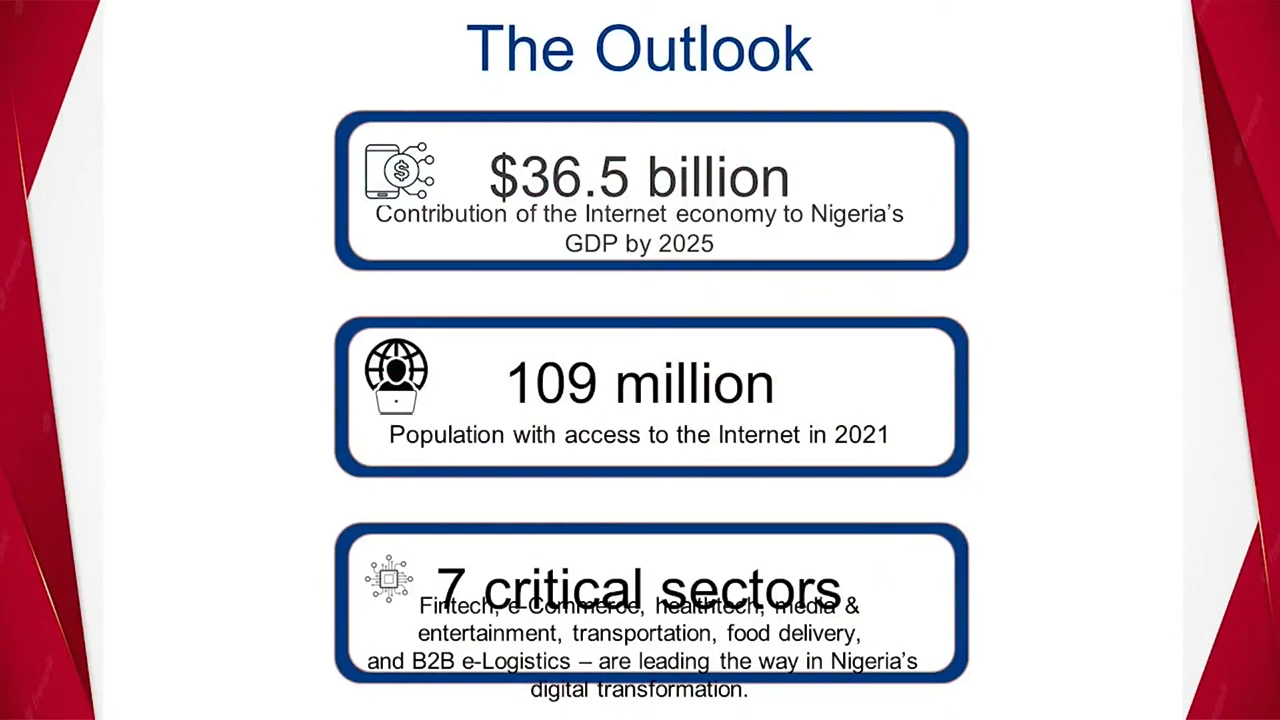 The Outlook
$36.5 billion
Contribution of the Internet economy to Nigeria’s
GDP by 2025
109 million
Population with access to the Internet in 2021
7 critical sectors
Fintech, e-Commerce, healthtech, media &
entertainment, transportation, food delivery,
and B2B e-Logistics – are leading the way in Nigeria’s
digital transformation.